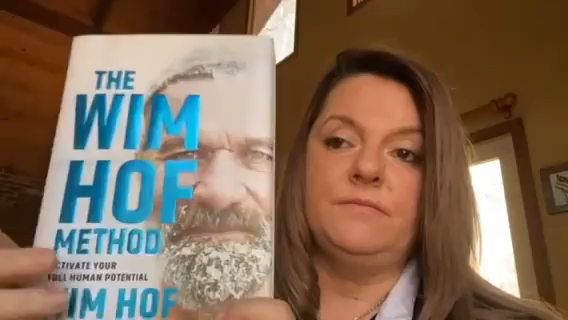 THE
WIM
HOF
METHOD
CTIVATE YOUR
ULL HUMAN POTENTIAL
IM HOF